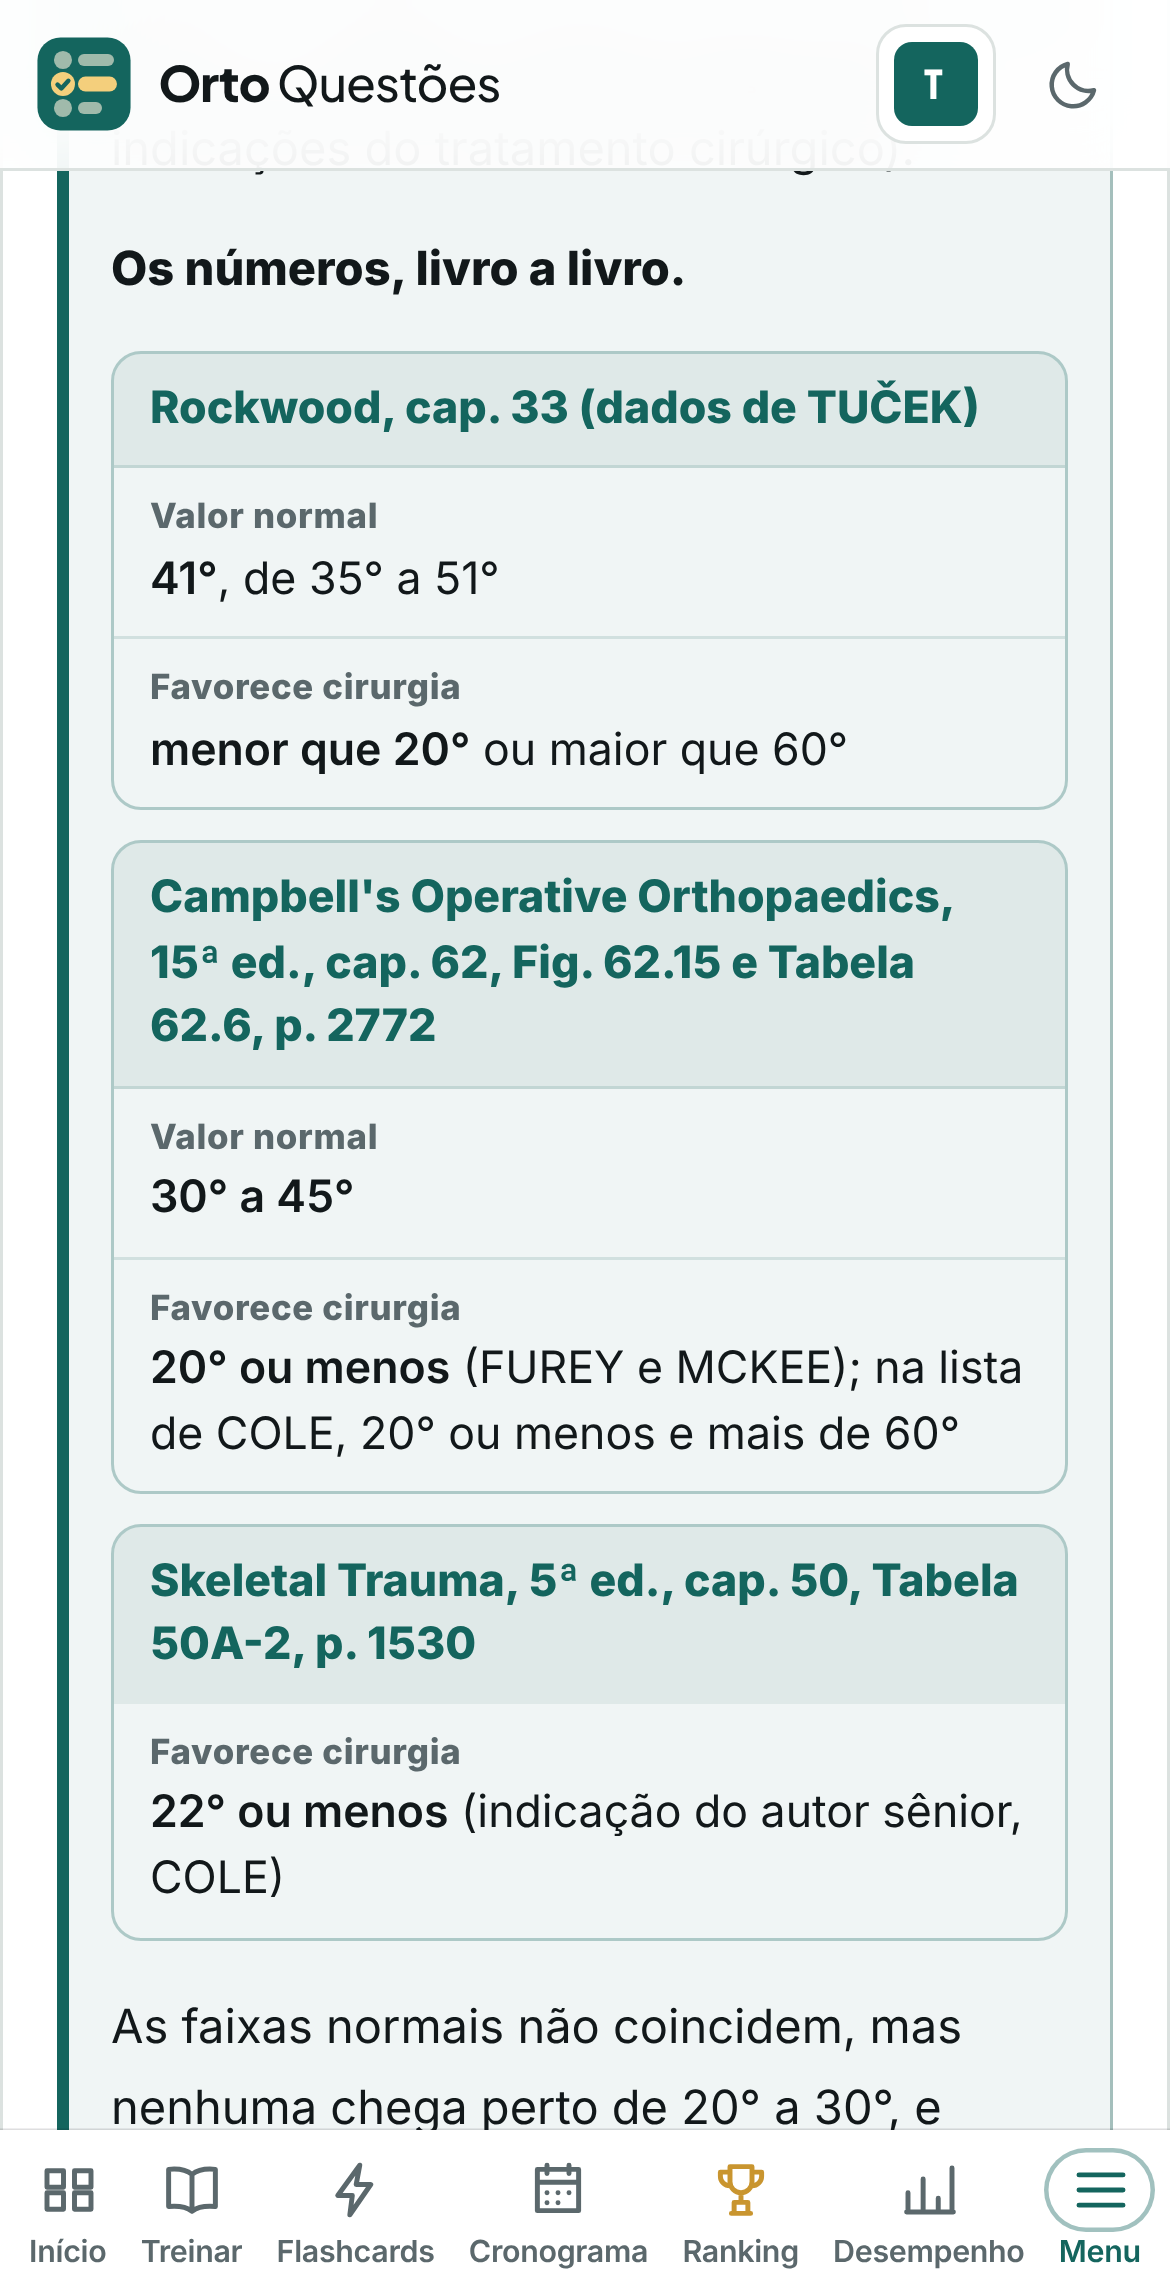 Orto Questões
T
indicações do tratamento cirúrgico).
Os números, livro a livro.
Rockwood, cap. 33 (dados de TUČEK)
Valor normal
41°, de 35° a 51°
Favorece cirurgia
menor que 20° ou maior que 60°
Campbell's Operative Orthopaedics,
15ª ed., cap. 62, Fig. 62.15 e Tabela
62.6, p. 2772
Valor normal
30° a 45°
Favorece cirurgia
20° ou menos (FUREY e MCKEE); na lista
de COLE, 20° ou menos e mais de 60°
Skeletal Trauma, 5ª ed., cap. 50, Tabela
50A-2, p. 1530
Favorece cirurgia
22° ou menos (indicação do autor sênior,
COLE)
As faixas normais não coincidem, mas
nenhuma chega perto de 20° a 30°, e
Início Treinar Flashcards Cronograma Ranking Desempenho Menu